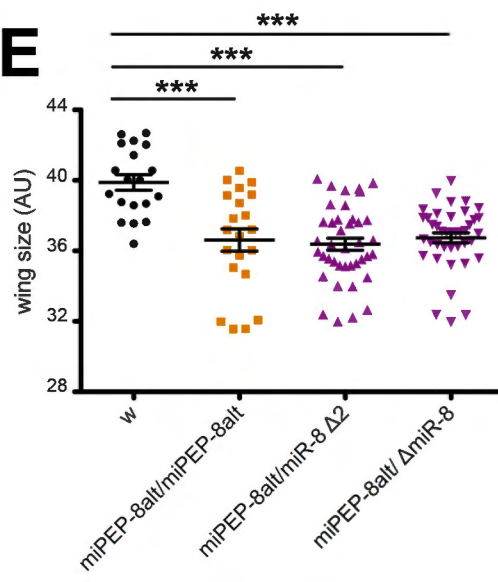 E
***
***
***
44
40
36
32
28
wing size (AU)
w
miPEP-8alt/miPEP-8alt
miPEP-8alt/miR-8 Δ2
miPEP-8alt/ ΔmiR-8